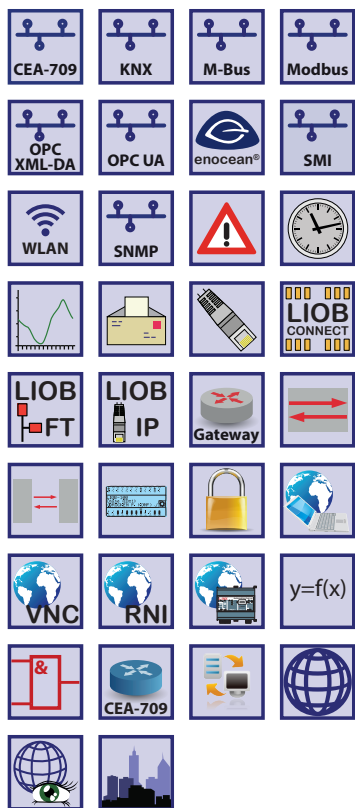 CEA-709
KNX
M-Bus
Modbus
OPC
XML-DA
OPC UA
enocean®
SMI
WLAN
SNMP
LIOB
CONNECT
LIOB
FT
LIOB
IP
Gateway
VNC
RNI
y=f(x)
&
CEA-709